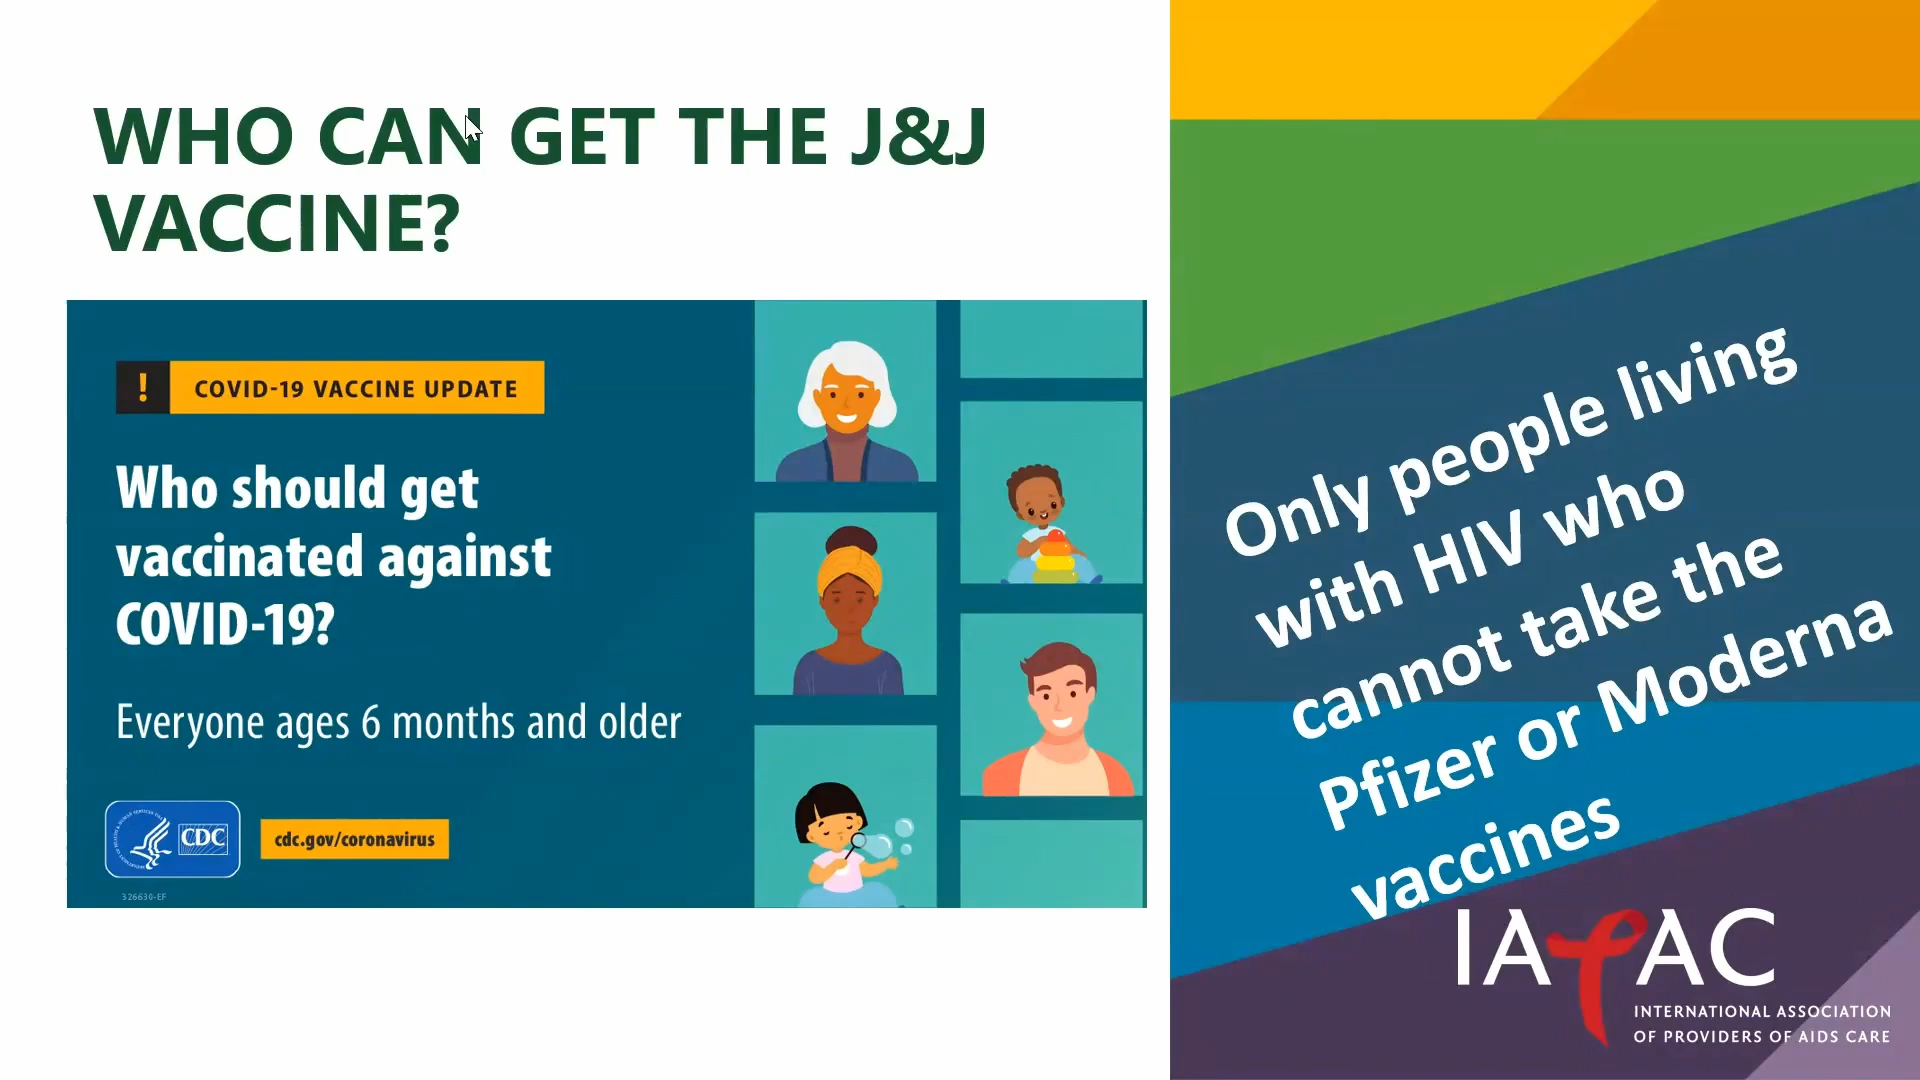 WHO CAN GET THE J&J
VACCINE?
! COVID-19 VACCINE UPDATE
Who should get
vaccinated against
COVID-19?
Everyone ages 6 months and older
CDC
cdc.gov/coronavirus
326630-EF
Only people living
with HIV who
cannot take the
Pfizer or Moderna
vaccines
IAPAC
INTERNATIONAL ASSOCIATION
OF PROVIDERS OF AIDS CARE